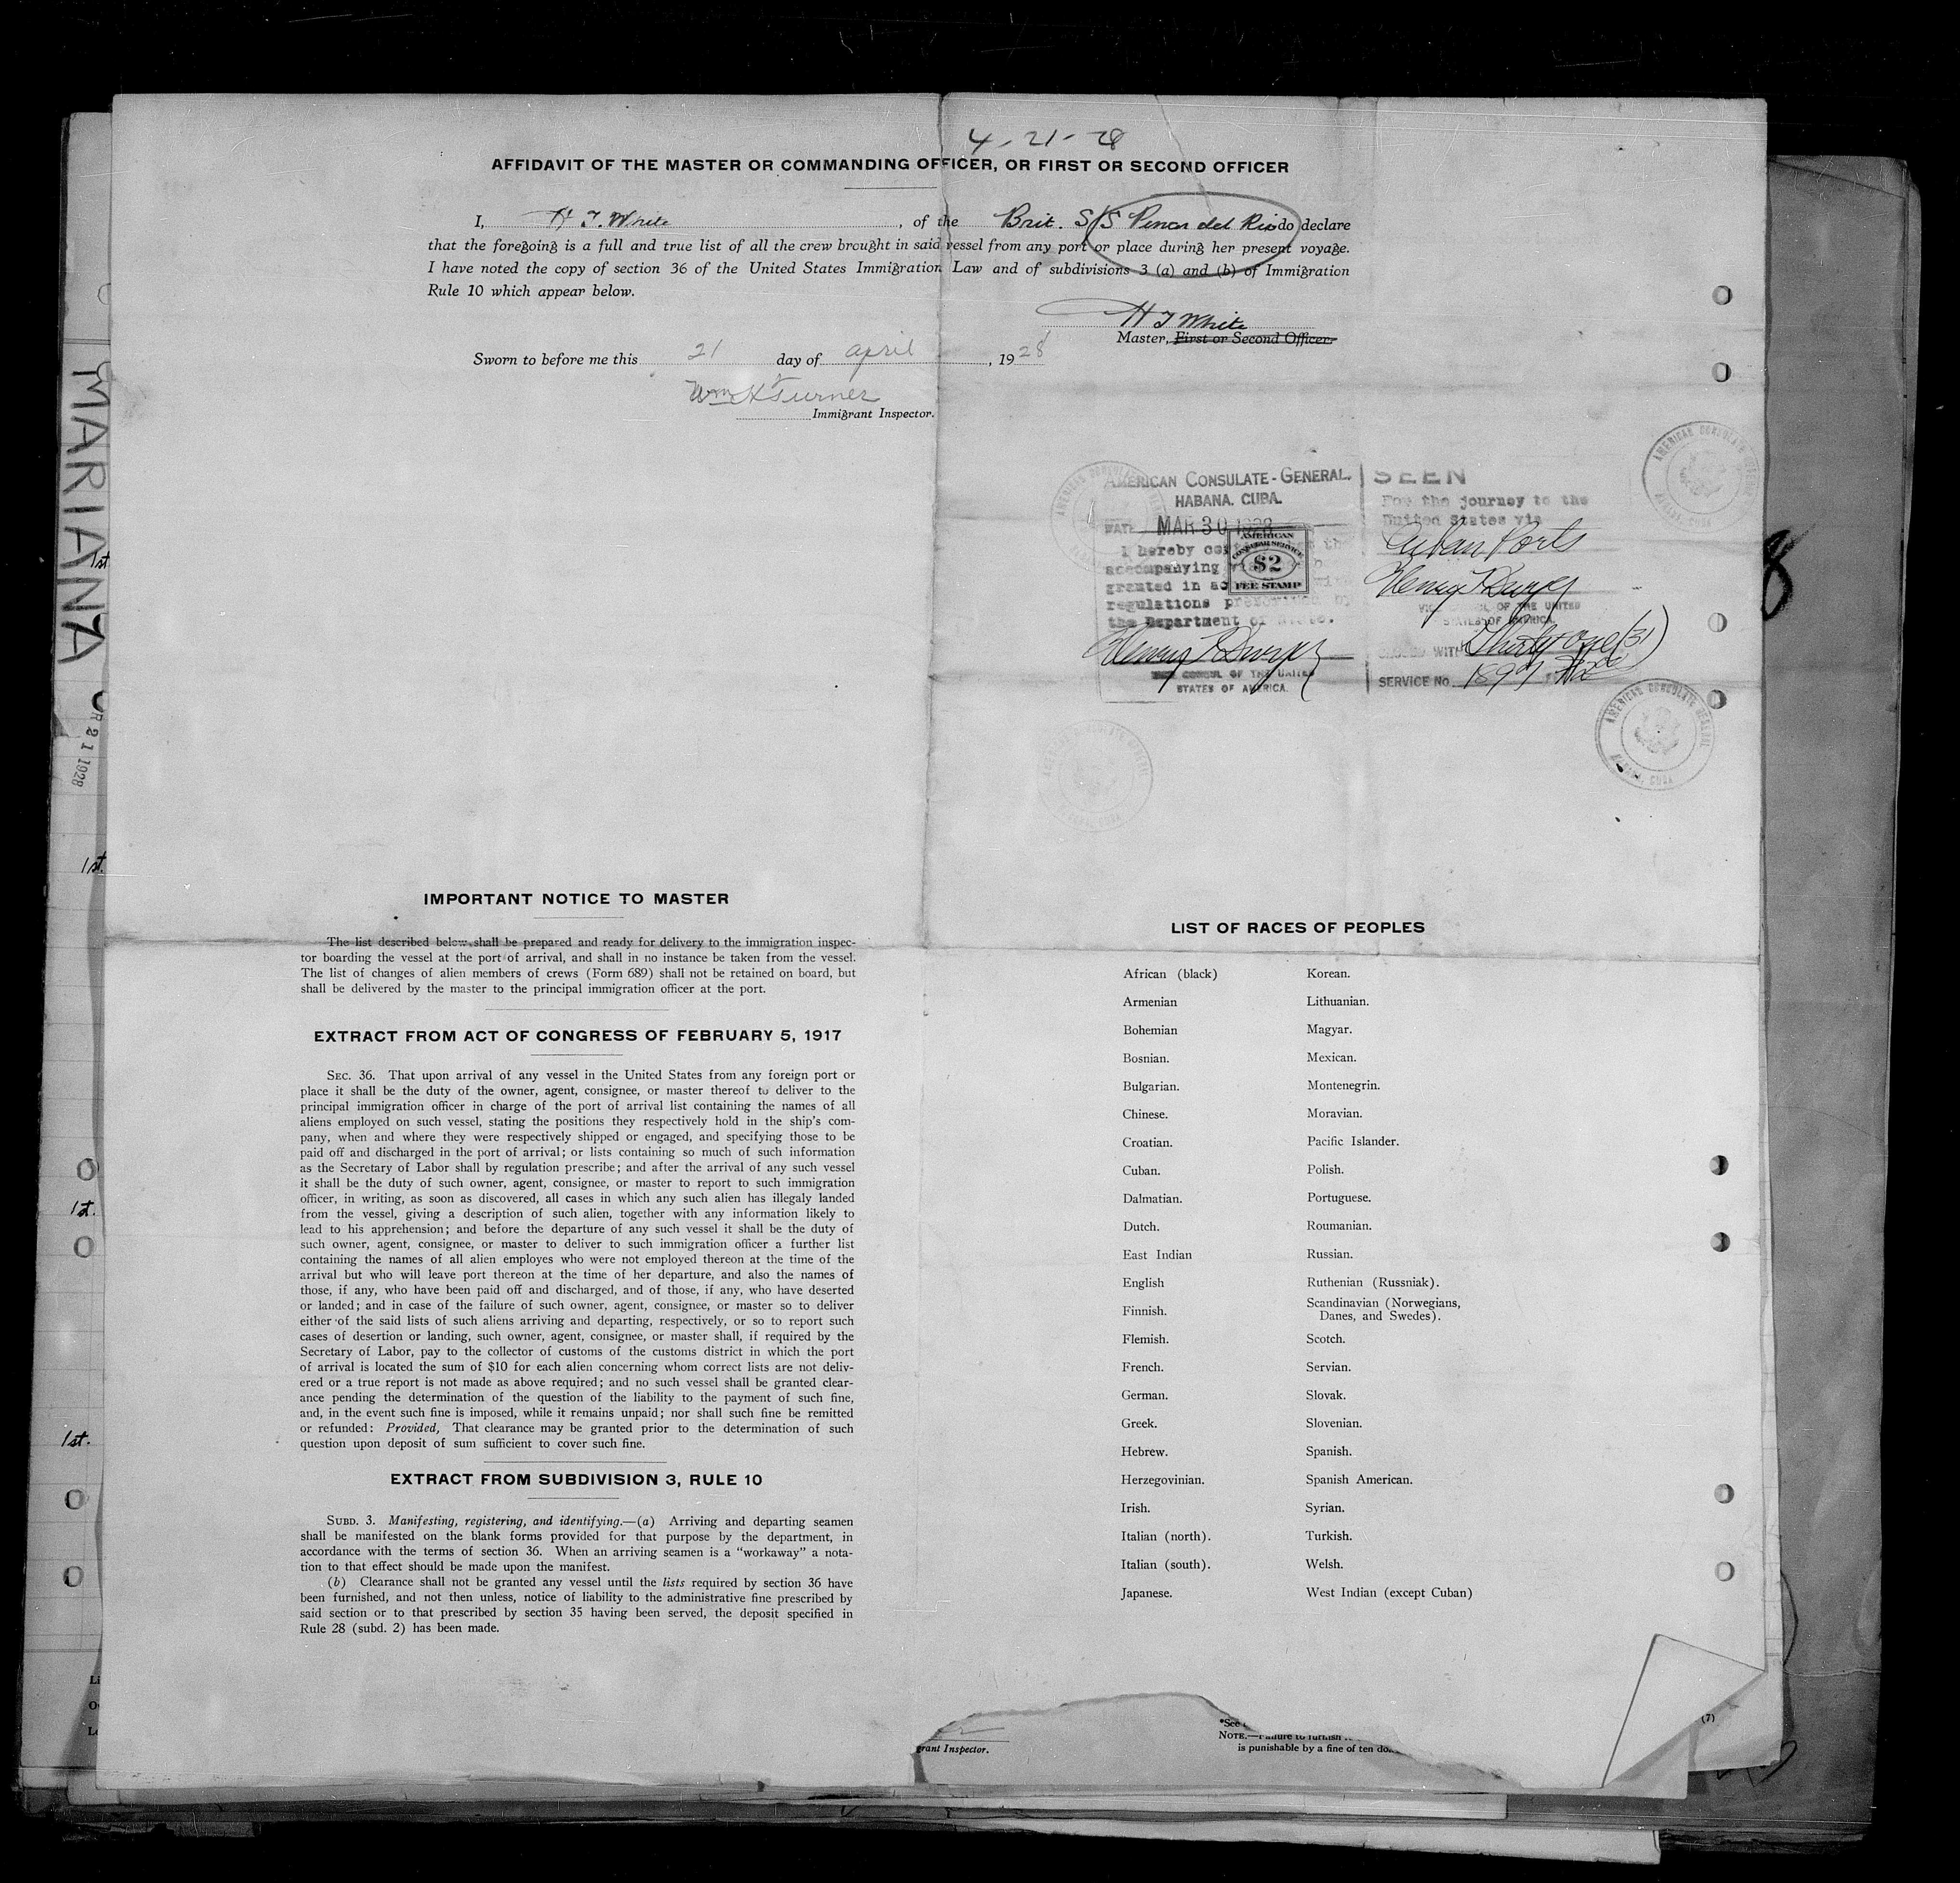 4-21-28
AFFIDAVIT OF THE MASTER OR COMMANDING OFFICER, OR FIRST OR SECOND OFFICER
I, H T. White, of the Brit. S/S Pinar del Rio do declare
that the foregoing is a full and true list of all the crew brought in said vessel from any port or place during her present voyage.
I have noted the copy of section 36 of the United States Immigration Law and of subdivisions 3 (a) and (b) of Immigration
Rule 10 which appear below.
H T White
Master, First or Second Officer.
Sworn to before me this 21 day of april, 1928
Wm K Turner
Immigrant Inspector.
MARIANA
R 21 1928
1st
1st.
1st.
1st.
AMERICAN CONSULATE-GENERAL.
HABANA. CUBA.
DATE MAR 30 1928
I hereby
accompanying
granted in
regulations prescribed by
the Department of State.
AMERICAN
CONSULAR SERVICE
$2
FEE STAMP
CONSUL OF THE UNITED
STATES OF AMERICA.
SEEN
For the journey to the
United States via
Cuban Ports
VICE CONSUL OF THE UNITED
STATES OF AMERICA
WITH Thirty one (31)
SERVICE No.
AMERICAN CONSULATE GENERAL
HABANA, CUBA
8
IMPORTANT NOTICE TO MASTER
The list described below shall be prepared and ready for delivery to the immigration inspec-
tor boarding the vessel at the port of arrival, and shall in no instance be taken from the vessel.
The list of changes of alien members of crews (Form 689) shall not be retained on board, but
shall be delivered by the master to the principal immigration officer at the port.
EXTRACT FROM ACT OF CONGRESS OF FEBRUARY 5, 1917
SEC. 36. That upon arrival of any vessel in the United States from any foreign port or
place it shall be the duty of the owner, agent, consignee, or master thereof to deliver to the
principal immigration officer in charge of the port of arrival list containing the names of all
aliens employed on such vessel, stating the positions they respectively hold in the ship's com-
pany, when and where they were respectively shipped or engaged, and specifying those to be
paid off and discharged in the port of arrival; or lists containing so much of such information
as the Secretary of Labor shall by regulation prescribe; and after the arrival of any such vessel
it shall be the duty of such owner, agent, consignee, or master to report to such immigration
officer, in writing, as soon as discovered, all cases in which any such alien has illegaly landed
from the vessel, giving a description of such alien, together with any information likely to
lead to his apprehension; and before the departure of any such vessel it shall be the duty of
such owner, agent, consignee, or master to deliver to such immigration officer a further list
containing the names of all alien employes who were not employed thereon at the time of the
arrival but who will leave port thereon at the time of her departure, and also the names of
those, if any, who have been paid off and discharged, and of those, if any, who have deserted
or landed; and in case of the failure of such owner, agent, consignee, or master so to deliver
either of the said lists of such aliens arriving and departing, respectively, or so to report such
cases of desertion or landing, such owner, agent, consignee, or master shall, if required by the
Secretary of Labor, pay to the collector of customs of the customs district in which the port
of arrival is located the sum of $10 for each alien concerning whom correct lists are not deliv-
ered or a true report is not made as above required; and no such vessel shall be granted clear-
ance pending the determination of the question of the liability to the payment of such fine,
and, in the event such fine is imposed, while it remains unpaid; nor shall such fine be remitted
or refunded: Provided, That clearance may be granted prior to the determination of such
question upon deposit of sum sufficient to cover such fine.
EXTRACT FROM SUBDIVISION 3, RULE 10
SUBD. 3. Manifesting, registering, and identifying.—(a) Arriving and departing seamen
shall be manifested on the blank forms provided for that purpose by the department, in
accordance with the terms of section 36. When an arriving seamen is a "workaway" a nota-
tion to that effect should be made upon the manifest.
(b) Clearance shall not be granted any vessel until the lists required by section 36 have
been furnished, and not then unless, notice of liability to the administrative fine prescribed by
said section or to that prescribed by section 35 having been served, the deposit specified in
Rule 28 (subd. 2) has been made.
LIST OF RACES OF PEOPLES
African (black)
Armenian
Bohemian
Bosnian.
Bulgarian.
Chinese.
Croatian.
Cuban.
Dalmatian.
Dutch.
East Indian
English
Finnish.
Flemish.
French.
German.
Greek.
Hebrew.
Herzegovinian.
Irish.
Italian (north).
Italian (south).
Japanese.
Korean.
Lithuanian.
Magyar.
Mexican.
Montenegrin.
Moravian.
Pacific Islander.
Polish.
Portuguese.
Roumanian.
Russian.
Ruthenian (Russniak).
Scandinavian (Norwegians,
Danes, and Swedes).
Scotch.
Servian.
Slovak.
Slovenian.
Spanish.
Spanish American.
Syrian.
Turkish.
Welsh.
West Indian (except Cuban)
grant Inspector.
*See
NOTE.—Failure to furnish
is punishable by a fine of ten
(7)